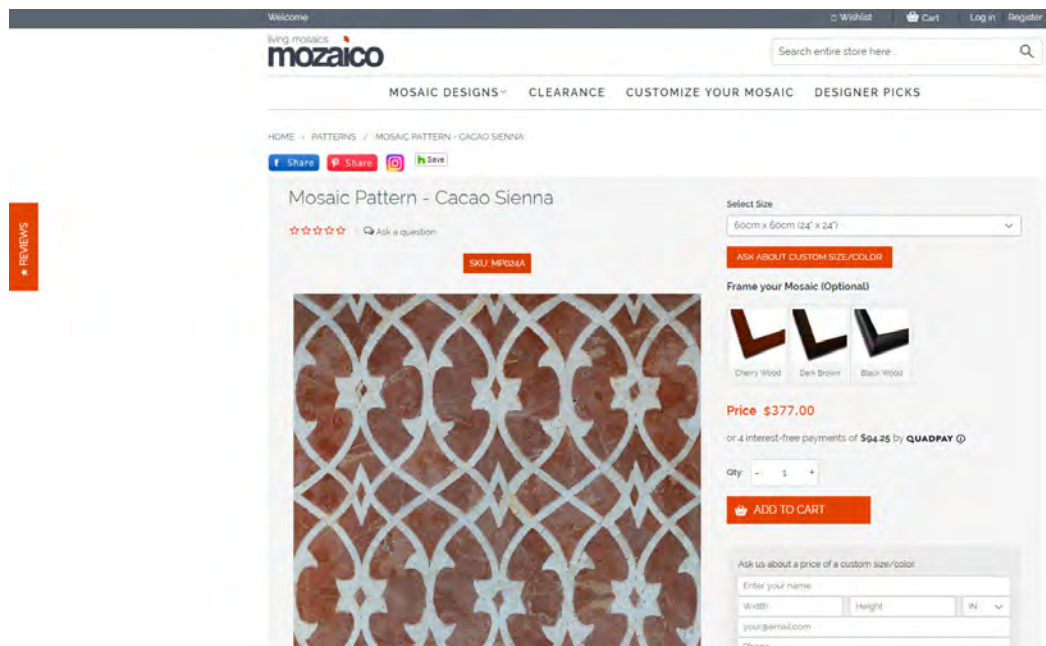 Welcome
Wishlist
Cart
Log in
Register
living mosaics
mozaico
Search entire store here...
MOSAIC DESIGNS
CLEARANCE
CUSTOMIZE YOUR MOSAIC
DESIGNER PICKS
HOME / PATTERNS / MOSAIC PATTERN - CACAO SIENNA
f Share
Share
h Save
★ REVIEWS
Mosaic Pattern - Cacao Sienna
Ask a question
SKU: MP024A
Select Size
60cm x 60cm (24" x 24")
ASK ABOUT CUSTOM SIZE/COLOR
Frame your Mosaic (Optional)
Cherry Wood
Dark Brown
Black Wood
Price $377.00
or 4 interest-free payments of $94.25 by QUADPAY ⓘ
Qty: - 1 +
ADD TO CART
Ask us about a price of a custom size/color
Enter your name
Width
Height
IN
your@email.com
Phone